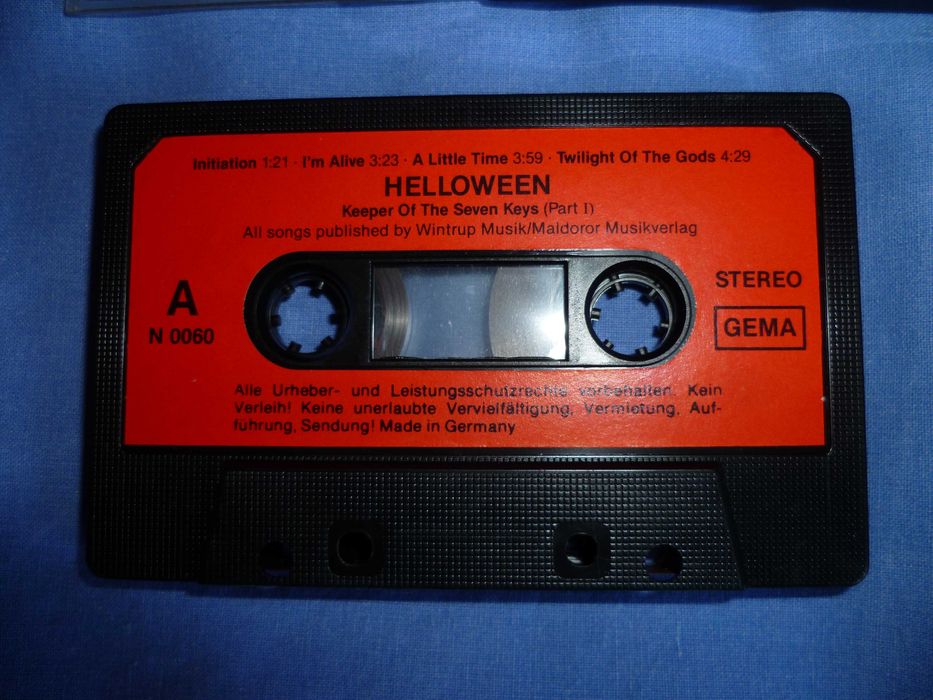 Initiation 1:21 · I'm Alive 3:23 · A Little Time 3:59 · Twilight Of The Gods 4:29
HELLOWEEN
Keeper Of The Seven Keys (Part I)
All songs published by Wintrup Musik/Maldoror Musikverlag
A
N 0060
STEREO
GEMA
Alle Urheber- und Leistungsschutzrechte vorbehalten. Kein
Verleih! Keine unerlaubte Vervielfältigung, Vermietung, Auf-
führung, Sendung! Made in Germany